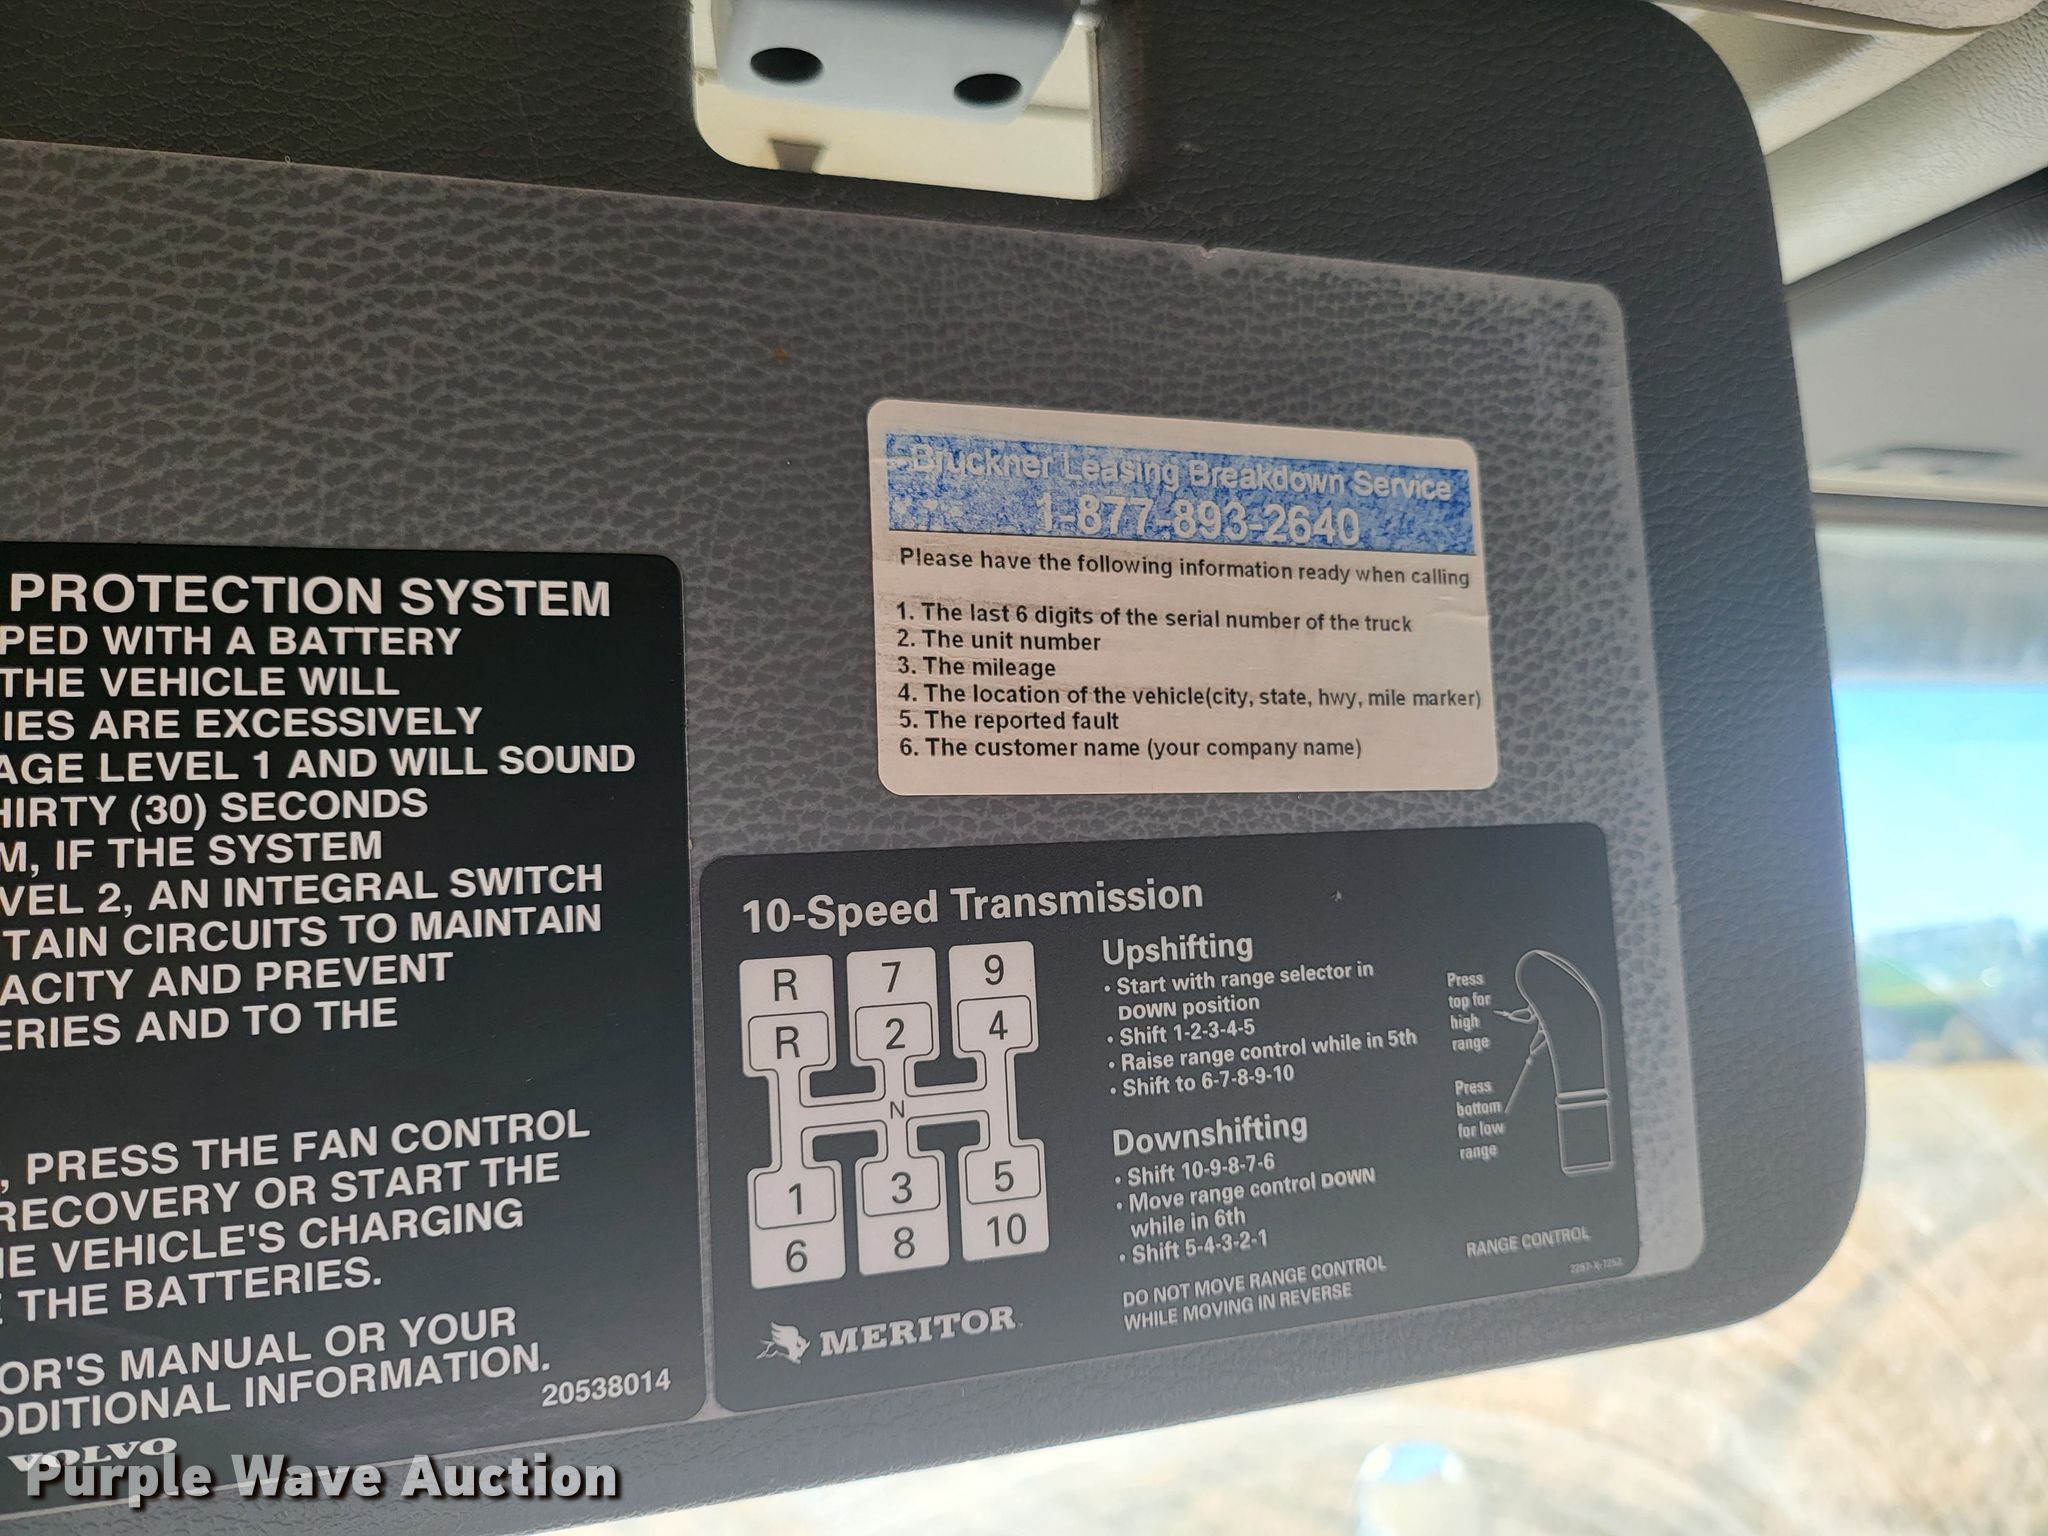 PROTECTION SYSTEM
PED WITH A BATTERY
THE VEHICLE WILL
IES ARE EXCESSIVELY
AGE LEVEL 1 AND WILL SOUND
HIRTY (30) SECONDS
M, IF THE SYSTEM
VEL 2, AN INTEGRAL SWITCH
TAIN CIRCUITS TO MAINTAIN
ACITY AND PREVENT
ERIES AND TO THE
, PRESS THE FAN CONTROL
RECOVERY OR START THE
E VEHICLE'S CHARGING
THE BATTERIES.
OR'S MANUAL OR YOUR
DDITIONAL INFORMATION.
20538014
VOLVO
Bruckner Leasing Breakdown Service
1-877-893-2640
Please have the following information ready when calling
1. The last 6 digits of the serial number of the truck
2. The unit number
3. The mileage
4. The location of the vehicle(city, state, hwy, mile marker)
5. The reported fault
6. The customer name (your company name)
10-Speed Transmission
R 7 9
R 2 4
N
1 3 5
6 8 10
MERITOR
Upshifting
• Start with range selector in
DOWN position
• Shift 1-2-3-4-5
• Raise range control while in 5th
• Shift to 6-7-8-9-10
Downshifting
• Shift 10-9-8-7-6
• Move range control DOWN
while in 6th
• Shift 5-4-3-2-1
DO NOT MOVE RANGE CONTROL
WHILE MOVING IN REVERSE
Press
top for
high
range
Press
bottom
for low
range
RANGE CONTROL
Purple Wave Auction